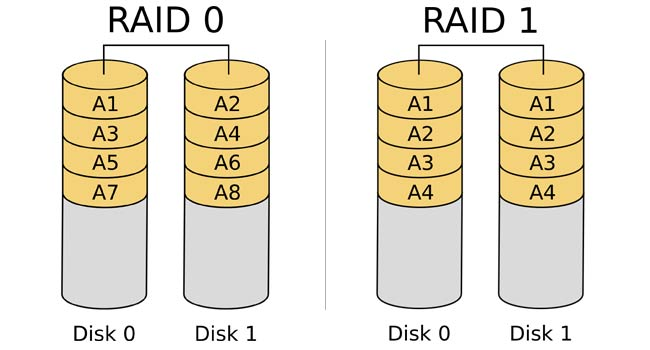 RAID 0
A1
A3
A5
A7
A2
A4
A6
A8
Disk 0
Disk 1
RAID 1
A1
A2
A3
A4
A1
A2
A3
A4
Disk 0
Disk 1